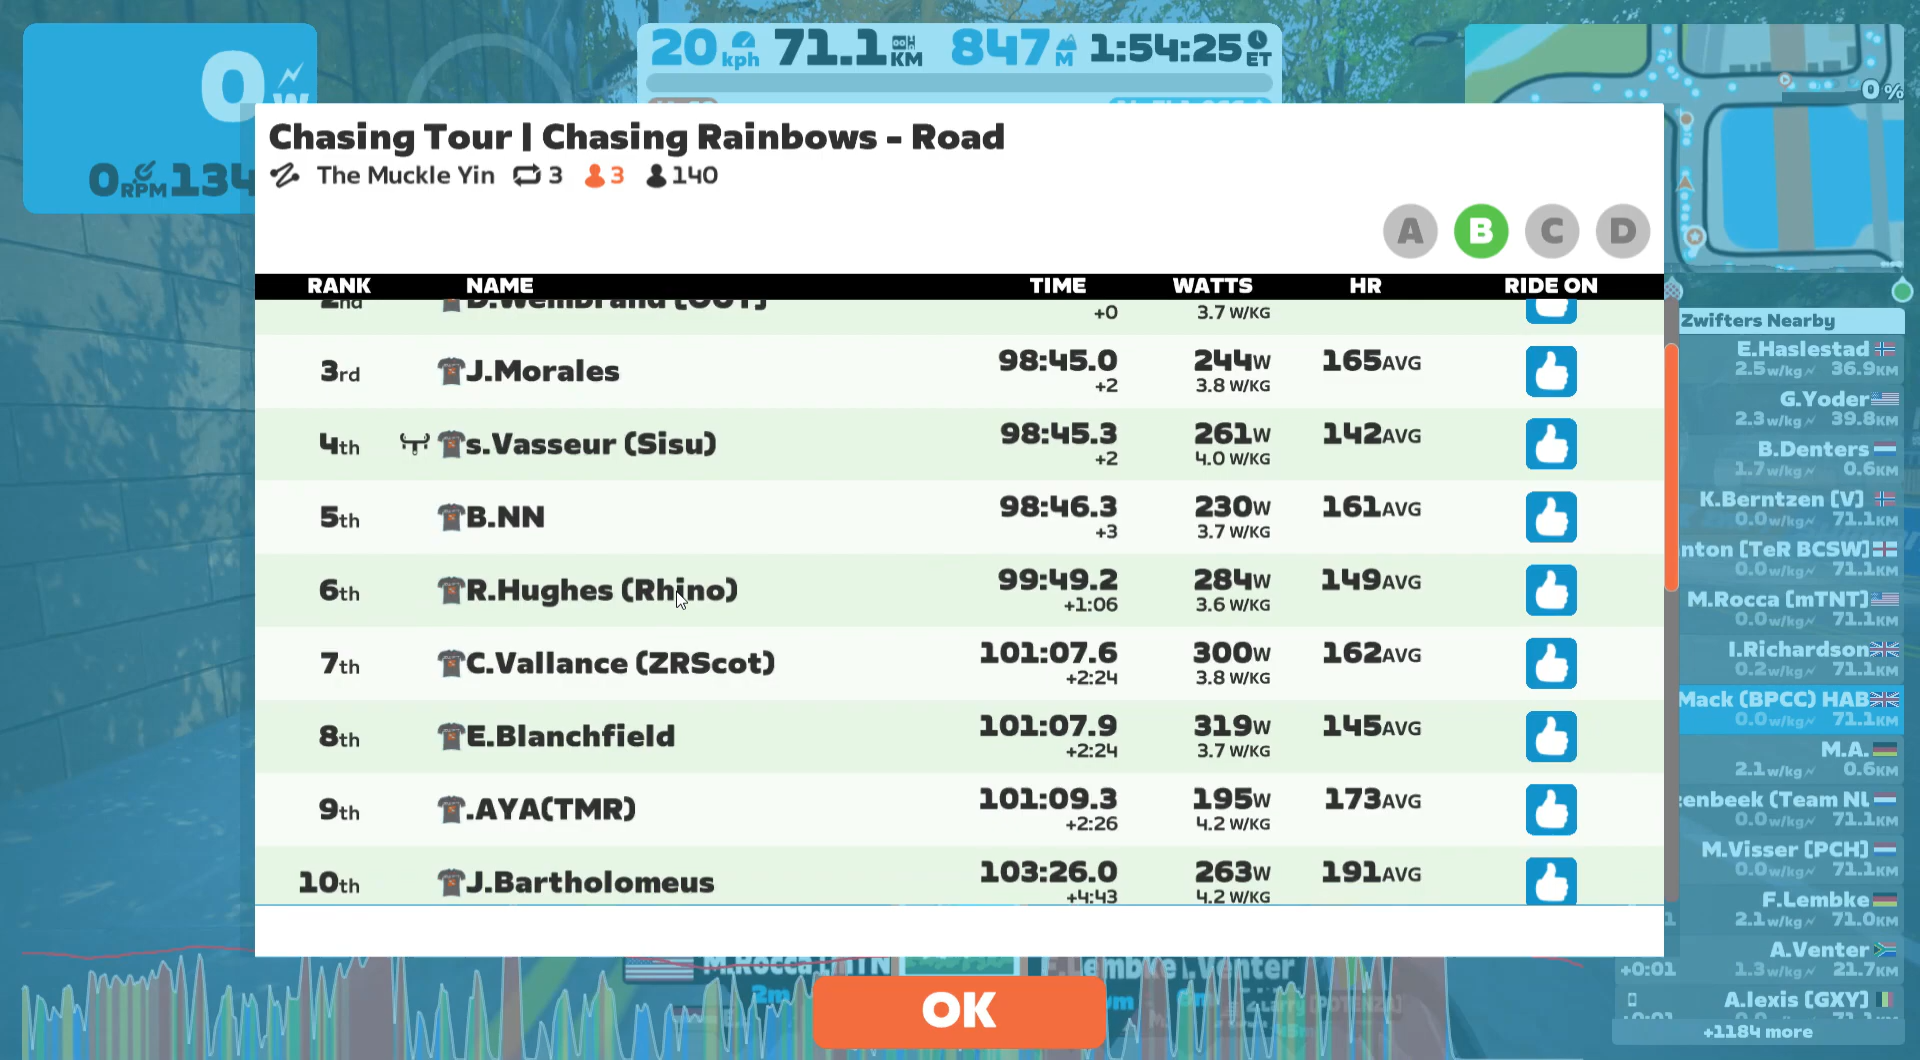 20 kph 71.1 KM 847 M 1:54:25 ET
0 W
0 RPM 134
0 %
Chasing Tour | Chasing Rainbows - Road
The Muckle Yin 3 3 140
A B C D
RANK NAME TIME WATTS HR RIDE ON
2nd D.Wembrand [OUT]
+0 3.7 W/KG
3rd J.Morales 98:45.0 244W 165AVG
+2 3.8 W/KG
4th s.Vasseur (Sisu) 98:45.3 261W 142AVG
+2 4.0 W/KG
5th B.NN 98:46.3 230W 161AVG
+3 3.7 W/KG
6th R.Hughes (Rhino) 99:49.2 284W 149AVG
+1:06 3.6 W/KG
7th C.Vallance (ZRScot) 101:07.6 300W 162AVG
+2:24 3.8 W/KG
8th E.Blanchfield 101:07.9 319W 145AVG
+2:24 3.7 W/KG
9th .AYA(TMR) 101:09.3 195W 173AVG
+2:26 4.2 W/KG
10th J.Bartholomeus 103:26.0 263W 191AVG
+4:43 4.2 W/KG
OK
Zwifters Nearby
E.Haslestad
2.5w/kg 36.9KM
G.Yoder
2.3w/kg 39.8KM
B.Denters
1.7w/kg 0.6KM
K.Berntzen (V)
0.0w/kg 71.1KM
nton [TeR BCSW]
0.0w/kg 71.1KM
M.Rocca [mTNT]
0.0w/kg 71.1KM
I.Richardson
0.2w/kg 71.1KM
Mack (BPCC) HAB
0.0w/kg 71.1KM
M.A.
2.1w/kg 0.6KM
zenbeek (Team NL
0.0w/kg 71.1KM
M.Visser [PCH]
0.0w/kg 71.1KM
F.Lembke
2.1w/kg 71.0KM
A.Venter
+0:01 1.3w/kg 21.7KM
A.lexis [GXY]
+1184 more